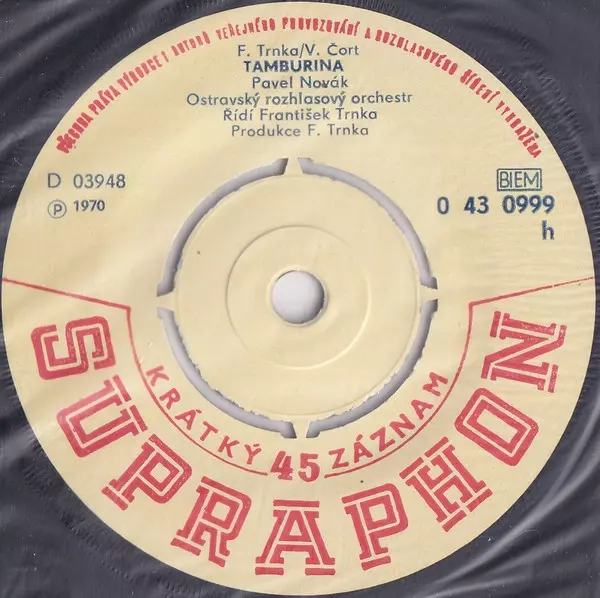 VŠECHNA PRÁVA VÝROBCE I AUTORŮ VEŘEJNÉHO PROVOZOVÁNÍ A ROZHLASOVÉHO ŠÍŘENÍ VYHRAŽENA
F. Trnka/V. Čort
TAMBURINA
Pavel Novák
Ostravský rozhlasový orchestr
Řídí František Trnka
Produkce F. Trnka
D 03948
℗ 1970
BIEM
0 43 0999
h
KRÁTKÝ 45 ZÁZNAM
SUPRAPHON